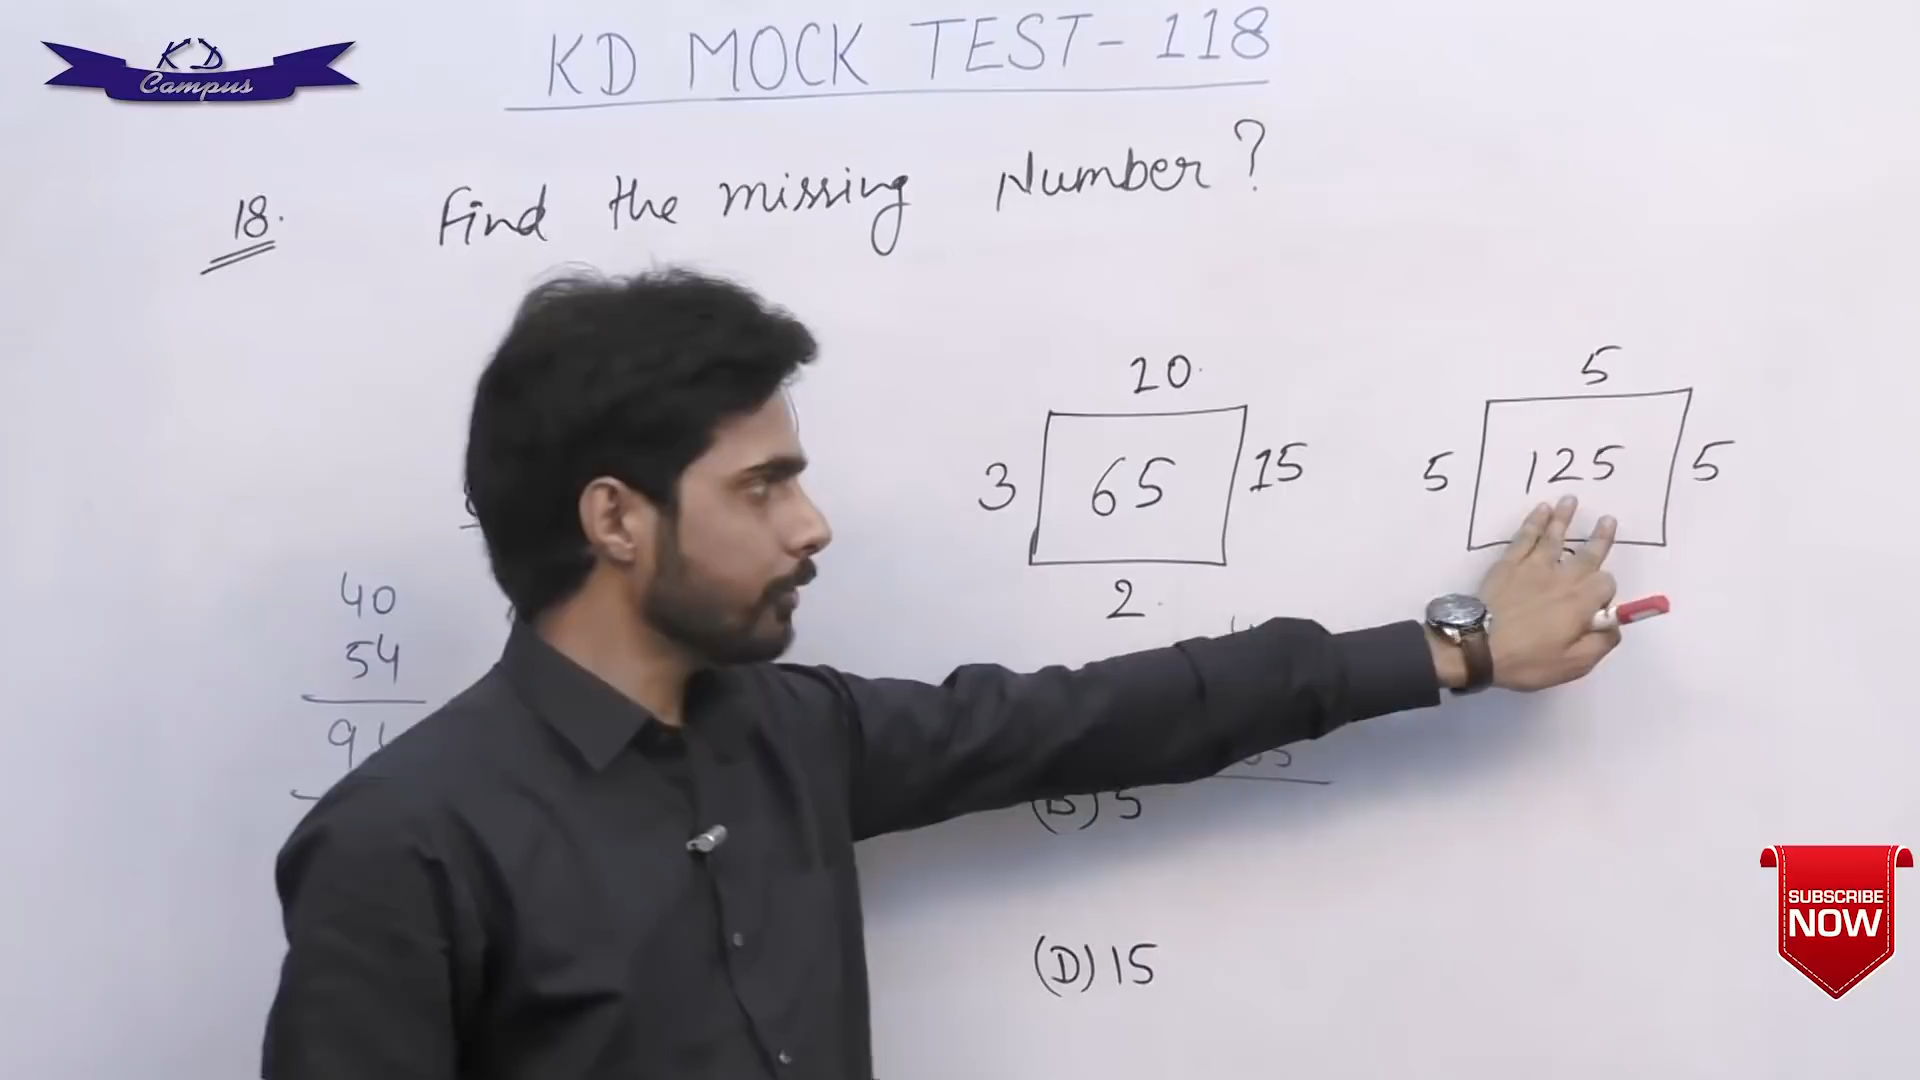 KD
Campus
KD MOCK TEST-118
18. Find the missing Number?
20
3 65 15
2
5
5 125 5
40
54
(B) 5
(D) 15
SUBSCRIBE
NOW